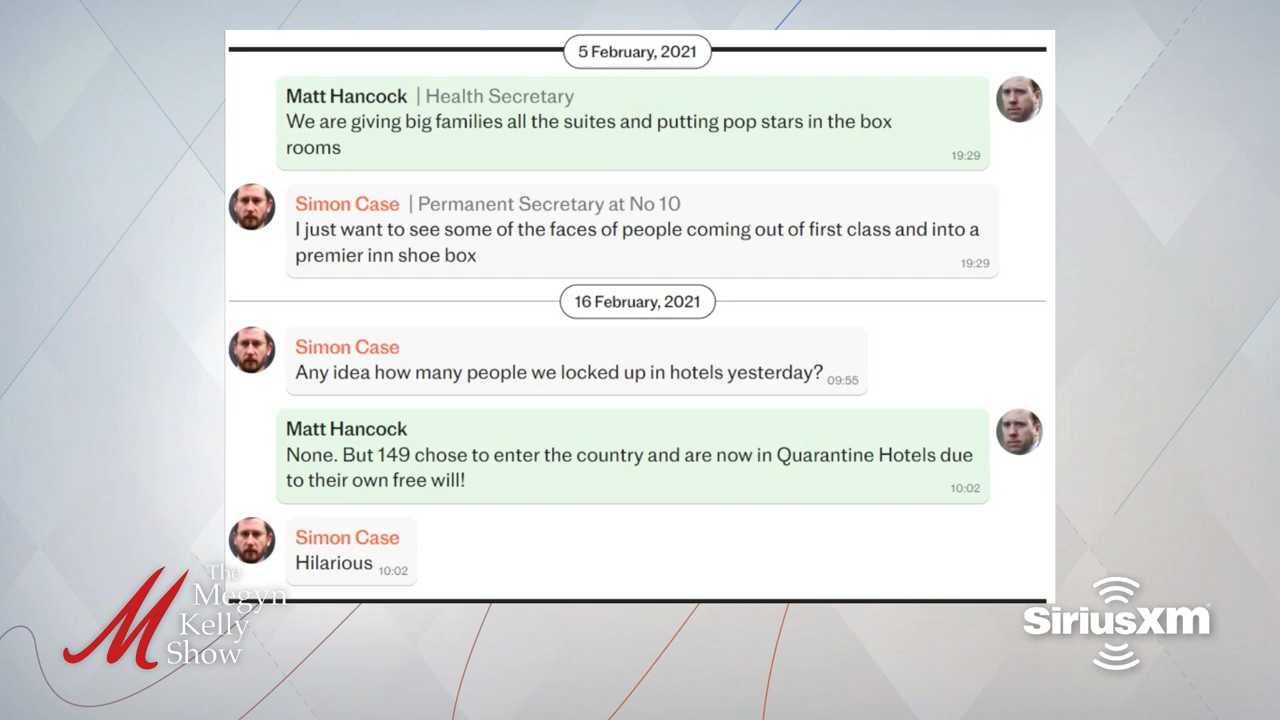 5 February, 2021
Matt Hancock | Health Secretary
We are giving big families all the suites and putting pop stars in the box
rooms
19:29
Simon Case | Permanent Secretary at No 10
I just want to see some of the faces of people coming out of first class and into a
premier inn shoe box
19:29
16 February, 2021
Simon Case
Any idea how many people we locked up in hotels yesterday? 09:55
Matt Hancock
None. But 149 chose to enter the country and are now in Quarantine Hotels due
to their own free will!
10:02
Simon Case
Hilarious 10:02
The
Megyn
Kelly
Show
M
SiriusXM